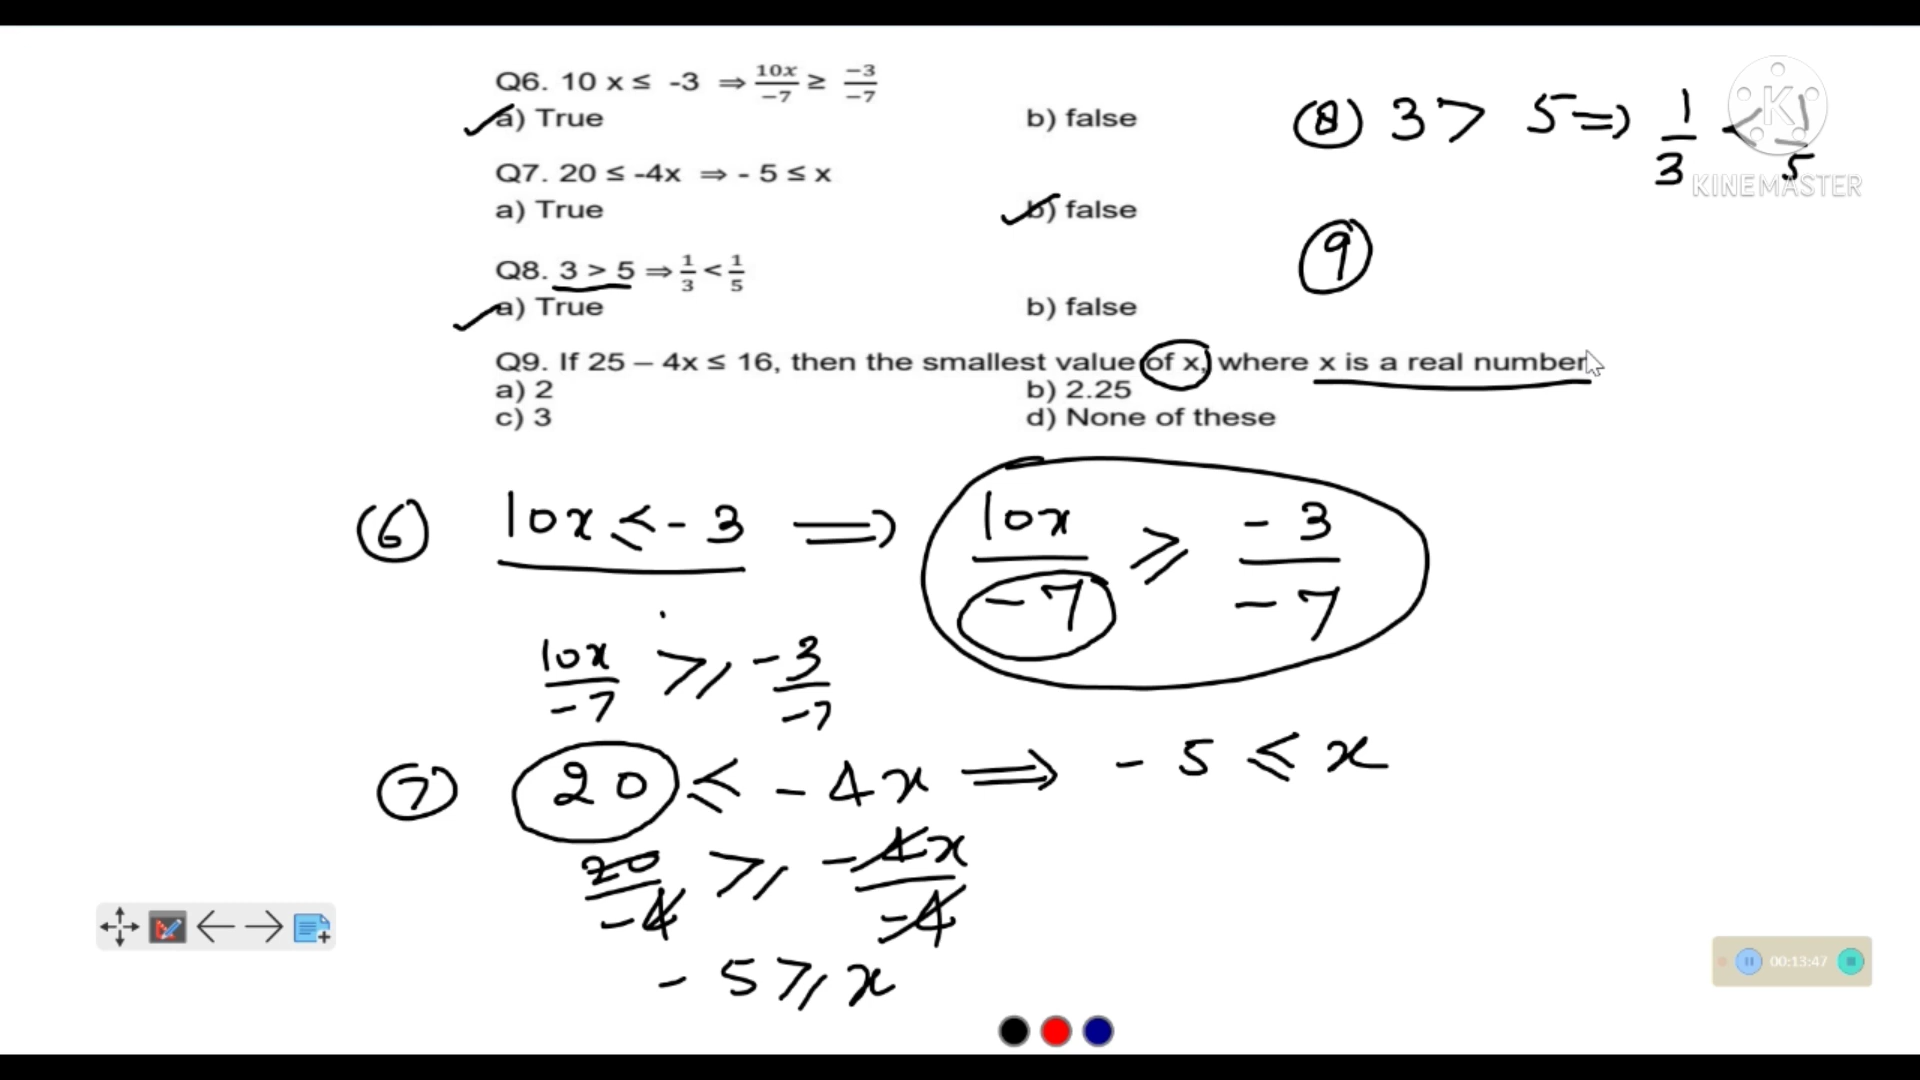 Q6. 10 x ≤ -3 ⇒ 10x/-7 ≥ -3/-7
a) True b) false
Q7. 20 ≤ -4x ⇒ - 5 ≤ x
a) True b) false
Q8. 3 > 5 ⇒ 1/3 < 1/5
a) True b) false
Q9. If 25 – 4x ≤ 16, then the smallest value of x, where x is a real number
a) 2 b) 2.25
c) 3 d) None of these
(8) 3 > 5 ⇒ 1/3 < 1/5
KINEMASTER
K
(9)
(6) 10x ≤ - 3 ⇒ 10x/-7 ≥ -3/-7
10x/-7 ≥ -3/-7
(7) 20 ≤ - 4x ⇒ - 5 ≤ x
20/-4 ≥ -4x/-4
- 5 ≥ x
00:13:47